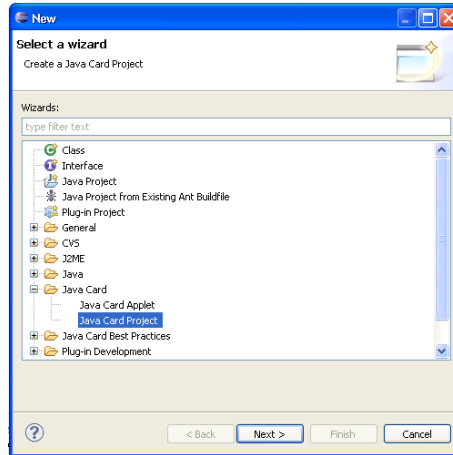 New
Select a wizard
Create a Java Card Project
Wizards:
type filter text
Class
Interface
Java Project
Java Project from Existing Ant Buildfile
Plug-in Project
General
CVS
J2ME
Java
Java Card
Java Card Applet
Java Card Project
Java Card Best Practices
Plug-in Development
< Back Next > Finish Cancel